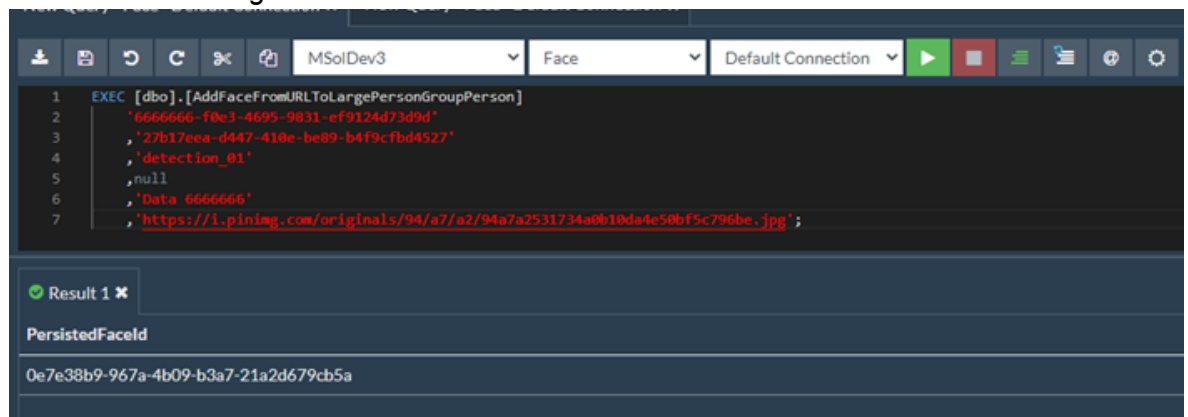 MSolDev3 Face Default Connection
1 EXEC [dbo].[AddFaceFromURLToLargePersonGroupPerson]
2 '6666666-f0e3-4695-9831-ef9124d73d9d'
3 ,'27b17eea-d447-410e-be89-b4f9cfbd4527'
4 ,'detection_01'
5 ,null
6 ,'Data 6666666'
7 ,'https://i.pinimg.com/originals/94/a7/a2/94a7a2531734a0b10da4e50bf5c796be.jpg';
Result 1 ✖
PersistedFaceId
0e7e38b9-967a-4b09-b3a7-21a2d679cb5a